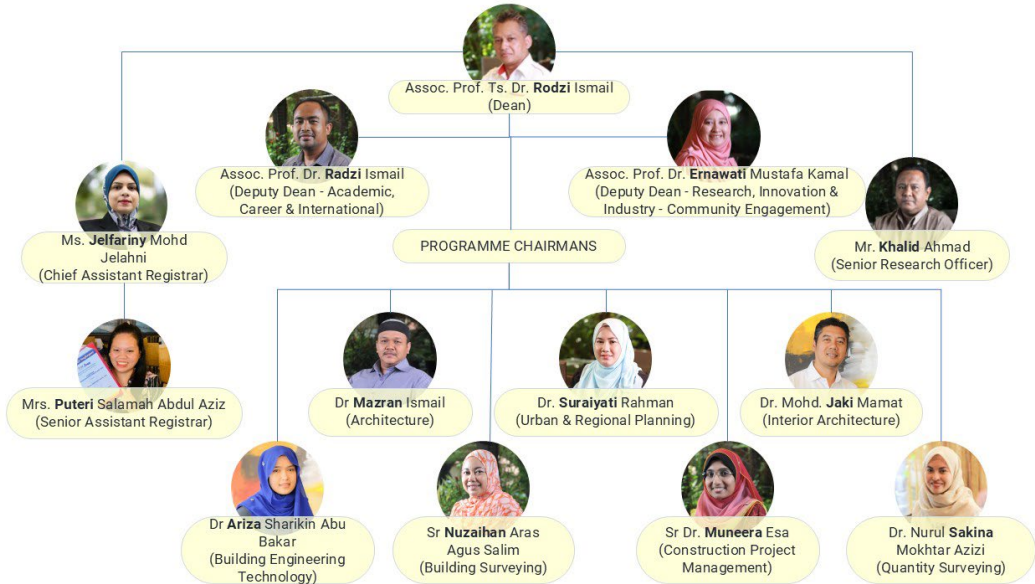 Assoc. Prof. Ts. Dr. Rodzi Ismail
(Dean)
Assoc. Prof. Dr. Radzi Ismail
(Deputy Dean - Academic,
Career & International)
Assoc. Prof. Dr. Ernawati Mustafa Kamal
(Deputy Dean - Research, Innovation &
Industry - Community Engagement)
Ms. Jelfariny Mohd
Jelahni
(Chief Assistant Registrar)
PROGRAMME CHAIRMANS
Mr. Khalid Ahmad
(Senior Research Officer)
Mrs. Puteri Salamah Abdul Aziz
(Senior Assistant Registrar)
Dr Mazran Ismail
(Architecture)
Dr. Suraiyati Rahman
(Urban & Regional Planning)
Dr. Mohd. Jaki Mamat
(Interior Architecture)
Dr Ariza Sharikin Abu
Bakar
(Building Engineering
Technology)
Sr Nuzaihan Aras
Agus Salim
(Building Surveying)
Sr Dr. Muneera Esa
(Construction Project
Management)
Dr. Nurul Sakina
Mokhtar Azizi
(Quantity Surveying)